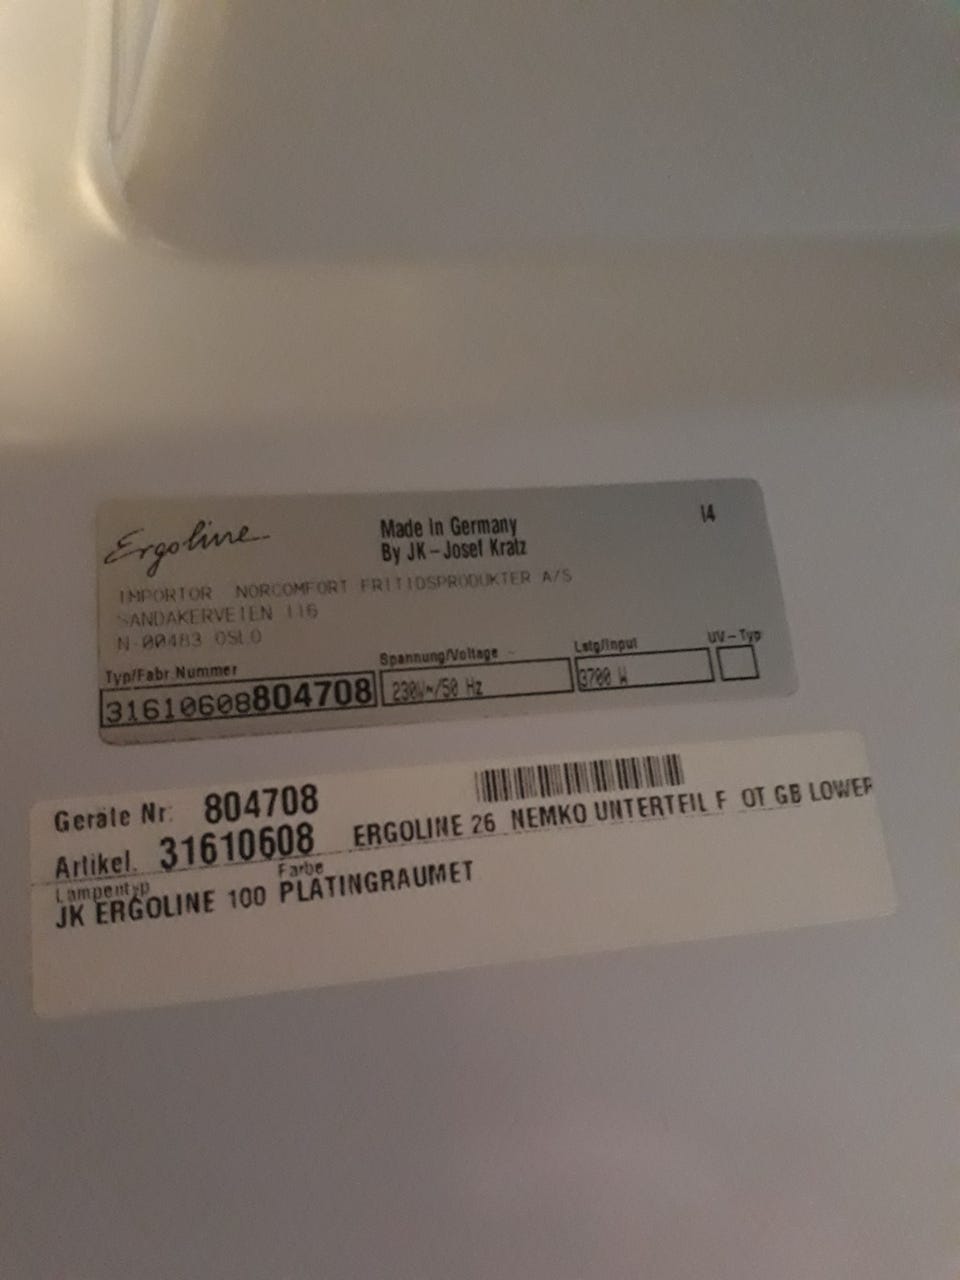 Ergoline
Made In Germany
By JK-Josef Kratz
14
IMPORTOR NORCOMFORT FRITIDSPRODUKTER A/S
SANDAKERVEIEN 116
N-00483 OSLO
Typ/Fabr.Nummer
31610608804708
Spannung/Voltage
230V~/50 Hz
Lstg/Input
3700 W
UV-Typ
Geräte Nr: 804708
Artikel. 31610608 ERGOLINE 26 NEMKO UNTERTEIL F OT GB LOWER
Lampentyp Farbe
JK ERGOLINE 100 PLATINGRAUMET